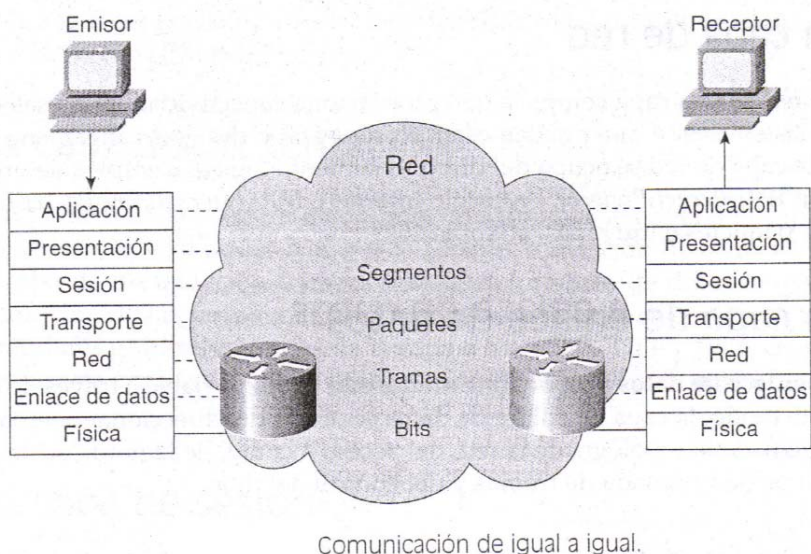 Emisor
Receptor
Red
Aplicación
Presentación
Sesión
Transporte
Red
Enlace de datos
Física
Segmentos
Paquetes
Tramas
Bits
Aplicación
Presentación
Sesión
Transporte
Red
Enlace de datos
Física
Comunicación de igual a igual.